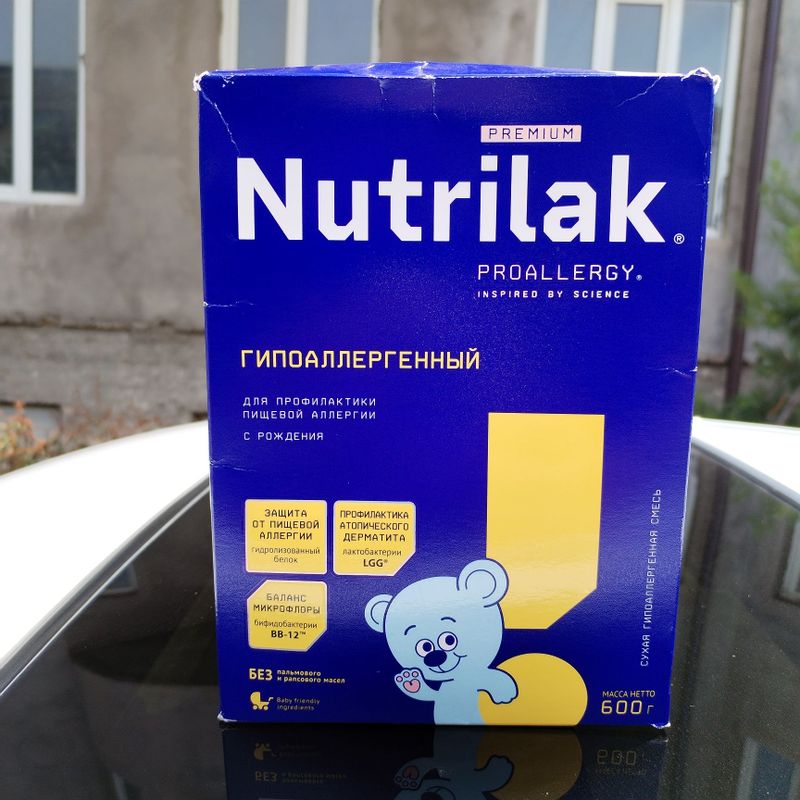 PREMIUM
Nutrilak®
PROALLERGY®
INSPIRED BY SCIENCE
ГИПОАЛЛЕРГЕННЫЙ
ДЛЯ ПРОФИЛАКТИКИ
ПИЩЕВОЙ АЛЛЕРГИИ
С РОЖДЕНИЯ
ЗАЩИТА
ОТ ПИЩЕВОЙ
АЛЛЕРГИИ
гидролизованный
белок
ПРОФИЛАКТИКА
АТОПИЧЕСКОГО
ДЕРМАТИТА
лактобактерии
LGG®
БАЛАНС
МИКРОФЛОРЫ
бифидобактерии
BB-12™
БЕЗ пальмового
и рапсового масел
Baby friendly
ingredients
СУХАЯ ГИПОАЛЛЕРГЕННАЯ СМЕСЬ
МАССА НЕТТО
600 г